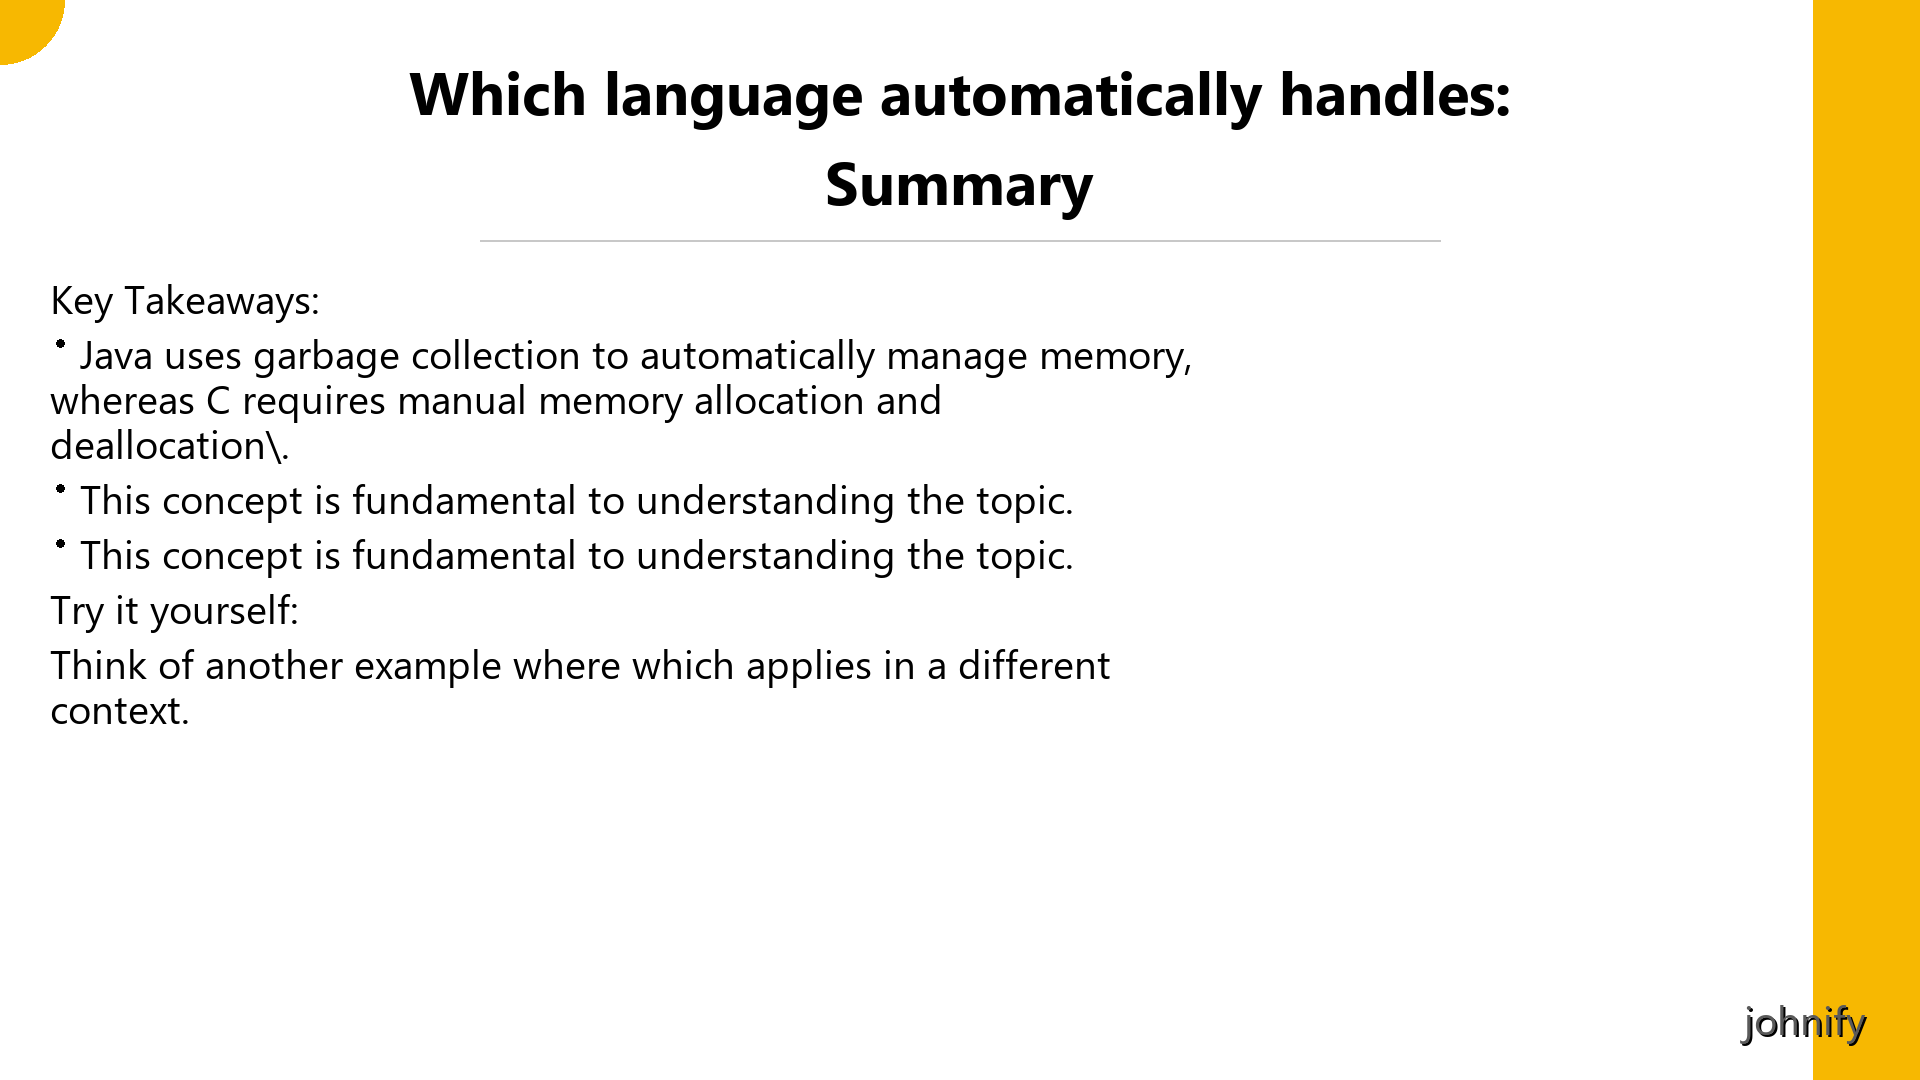 Which language automatically handles:
Summary
Key Takeaways:
• Java uses garbage collection to automatically manage memory,
whereas C requires manual memory allocation and
deallocation\.
• This concept is fundamental to understanding the topic.
• This concept is fundamental to understanding the topic.
Try it yourself:
Think of another example where which applies in a different
context.
johnify